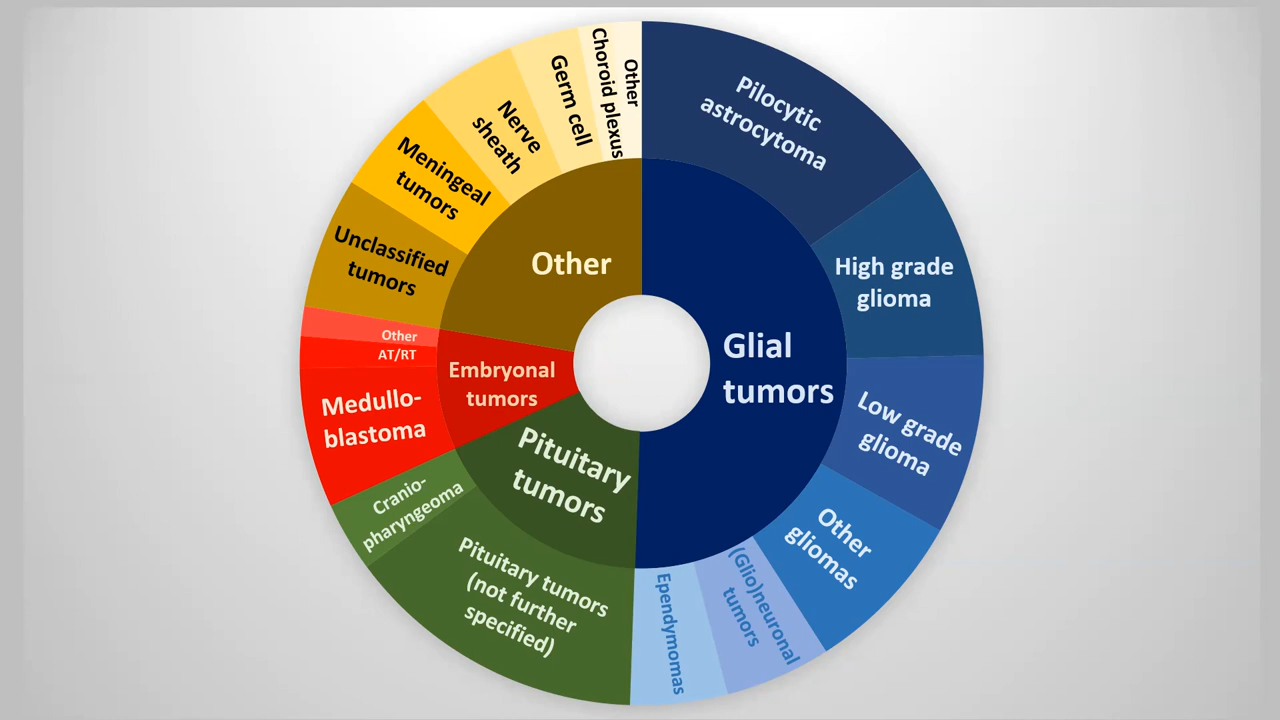 Glial
tumors
Pilocytic
astrocytoma
High grade
glioma
Low grade
glioma
Other
gliomas
(Glio)neuronal
tumors
Ependymomas
Pituitary
tumors
Pituitary tumors
(not further
specified)
Cranio-
pharyngeoma
Embryonal
tumors
Medullo-
blastoma
AT/RT
Other
Other
Unclassified
tumors
Meningeal
tumors
Nerve
sheath
Germ cell
Choroid plexus
Other